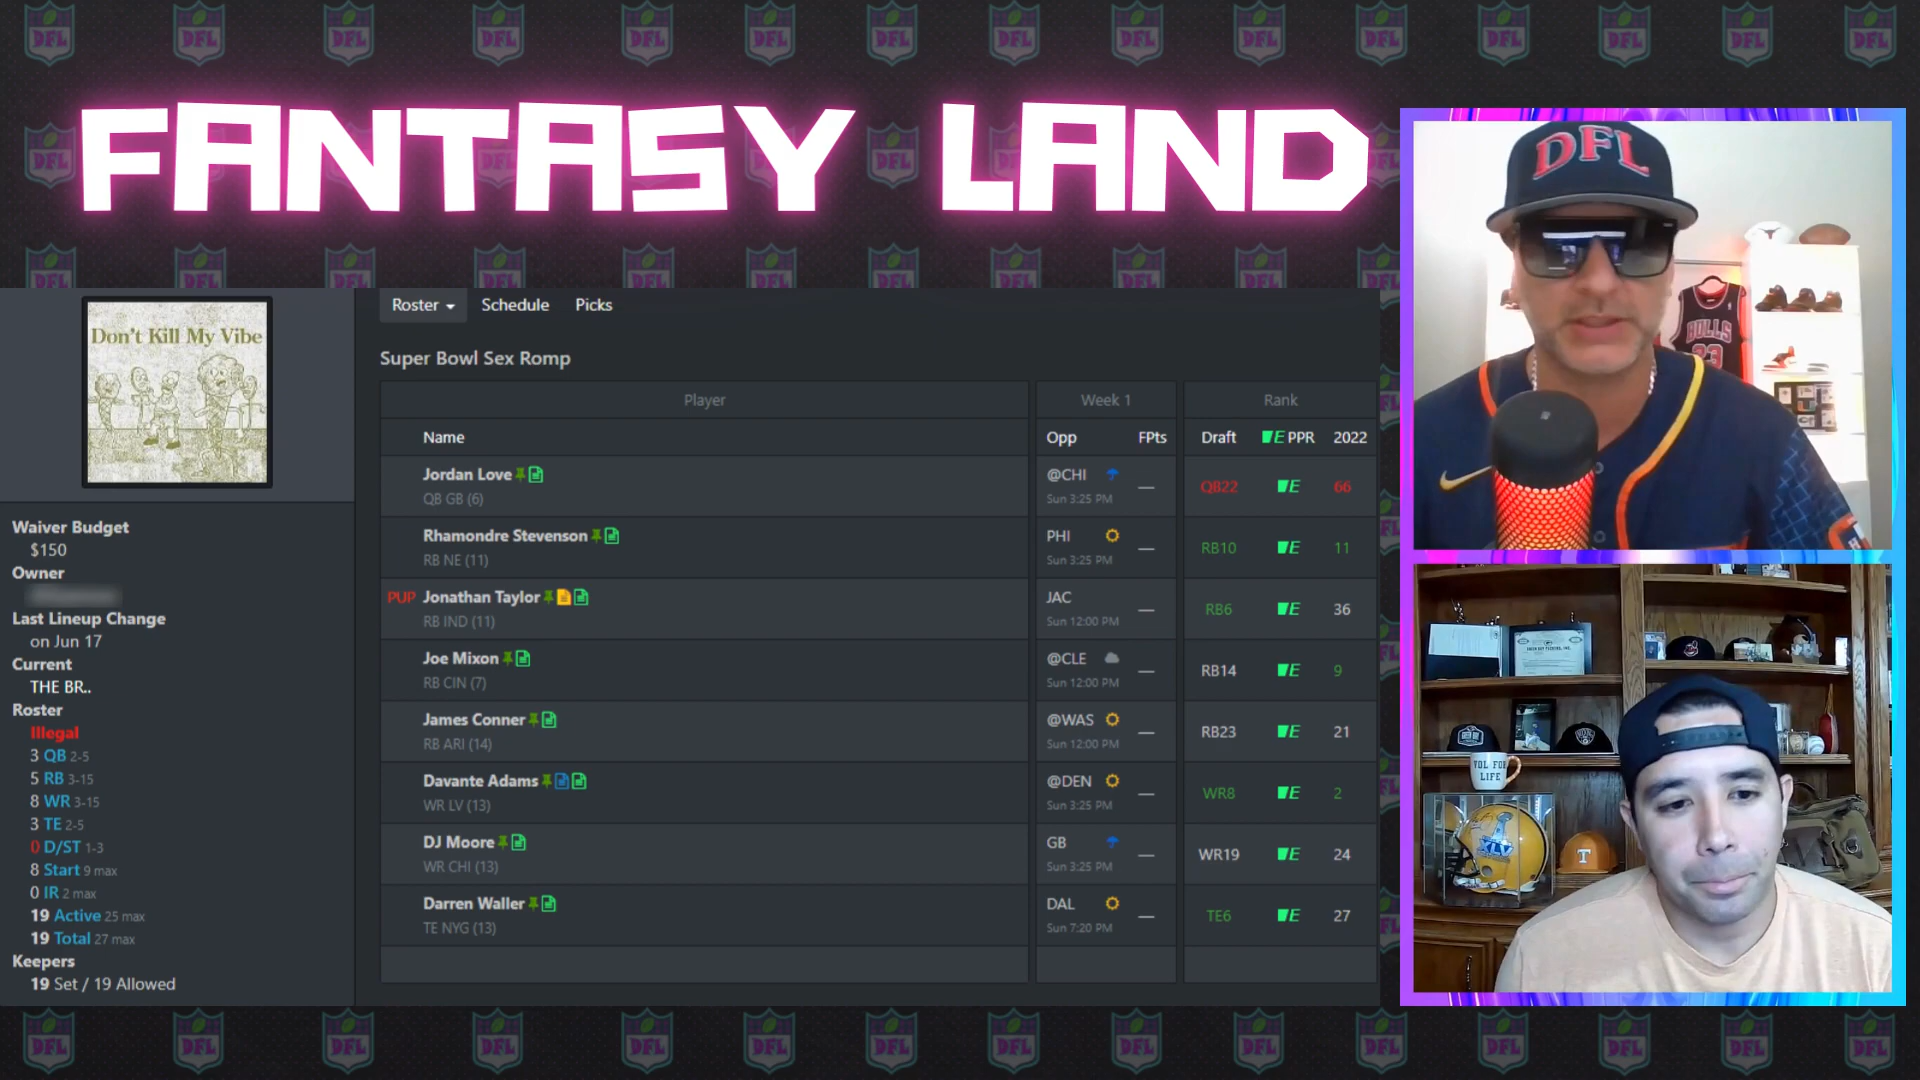 FANTASY LAND
Don't Kill My Vibe
Waiver Budget
$150
Owner
Last Lineup Change
on Jun 17
Current
THE BR..
Roster
Illegal
3 QB 2-5
5 RB 3-15
8 WR 3-15
3 TE 2-5
0 D/ST 1-3
8 Start 9 max
0 IR 2 max
19 Active 25 max
19 Total 27 max
Keepers
19 Set / 19 Allowed
Roster Schedule Picks
Super Bowl Sex Romp
Player Week 1 Rank
Name Opp FPts Draft E PPR 2022
Jordan Love @CHI — QB22 E 66
QB GB (6) Sun 3:25 PM
Rhamondre Stevenson PHI — RB10 E 11
RB NE (11) Sun 3:25 PM
PUP Jonathan Taylor JAC — RB6 E 36
RB IND (11) Sun 12:00 PM
Joe Mixon @CLE — RB14 E 9
RB CIN (7) Sun 12:00 PM
James Conner @WAS — RB23 E 21
RB ARI (14) Sun 12:00 PM
Davante Adams @DEN — WR8 E 2
WR LV (13) Sun 3:25 PM
DJ Moore GB — WR19 E 24
WR CHI (13) Sun 3:25 PM
Darren Waller DAL — TE6 E 27
TE NYG (13) Sun 7:20 PM
DFL
BULLS
23
VOL FOR
LIFE
XLV
T
DFL